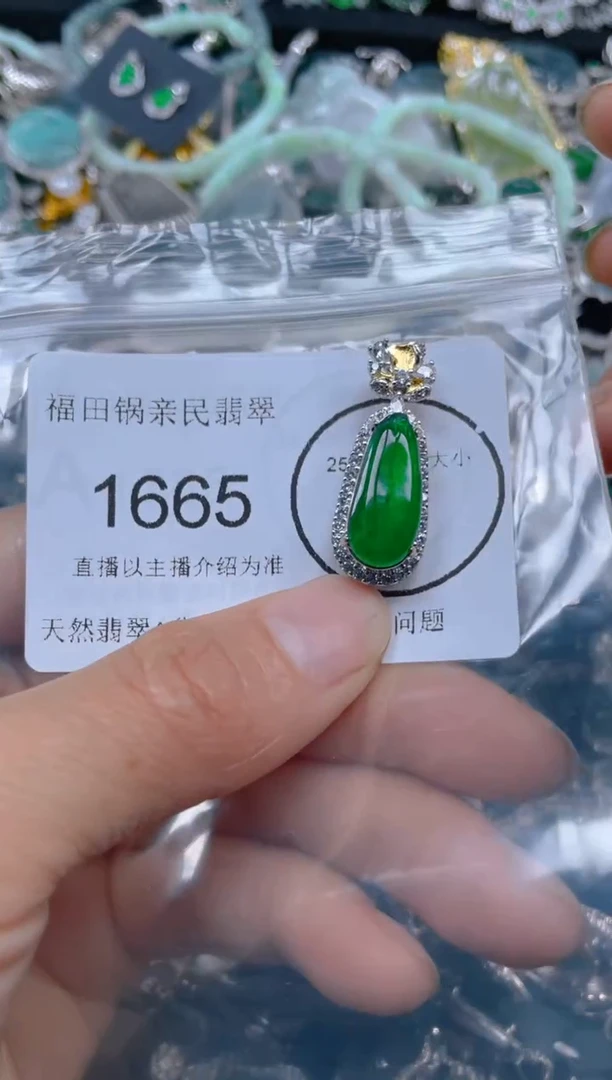 福田锅亲民翡翠
25 大小
1665
直播以主播介绍为准
天然翡翠 问题